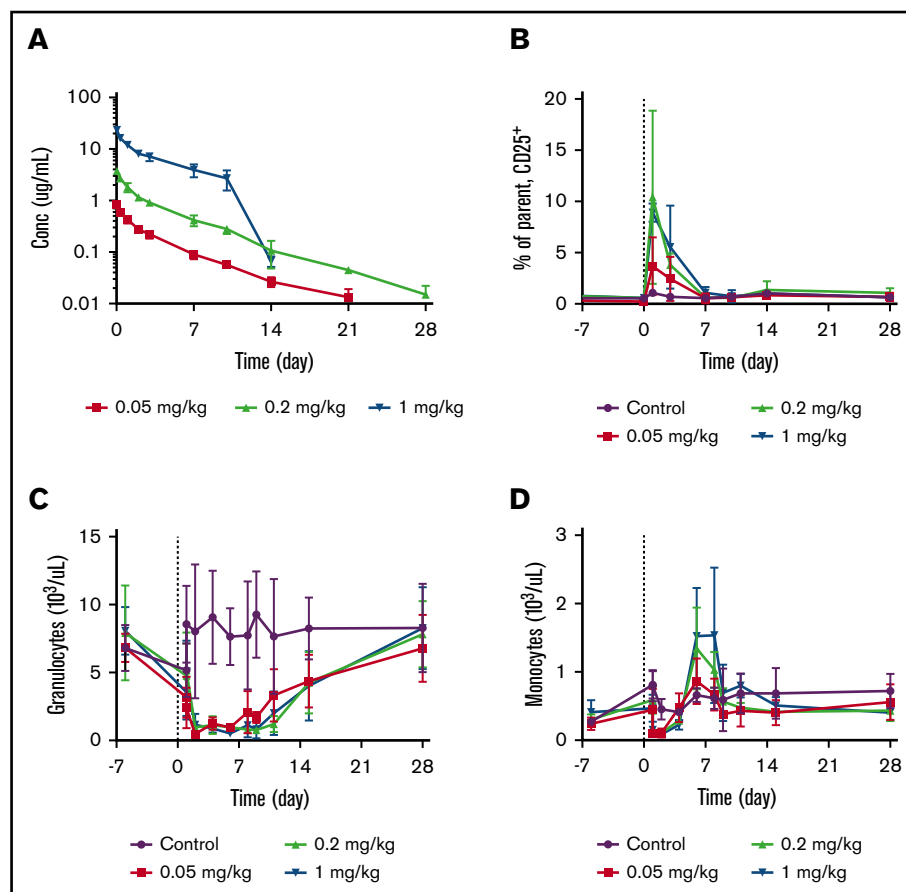 A
Conc (ug/mL)
100
10
1
0.1
0.01
0 7 14 21 28
Time (day)
0.05 mg/kg 0.2 mg/kg 1 mg/kg
B
% of parent, CD25+
20
15
10
5
0
-7 0 7 14 21 28
Time (day)
Control 0.2 mg/kg
0.05 mg/kg 1 mg/kg
C
Granulocytes (10³/uL)
15
10
5
0
-7 0 7 14 21 28
Time (day)
Control 0.2 mg/kg
0.05 mg/kg 1 mg/kg
D
Monocytes (10³/uL)
3
2
1
0
-7 0 7 14 21 28
Time (day)
Control 0.2 mg/kg
0.05 mg/kg 1 mg/kg